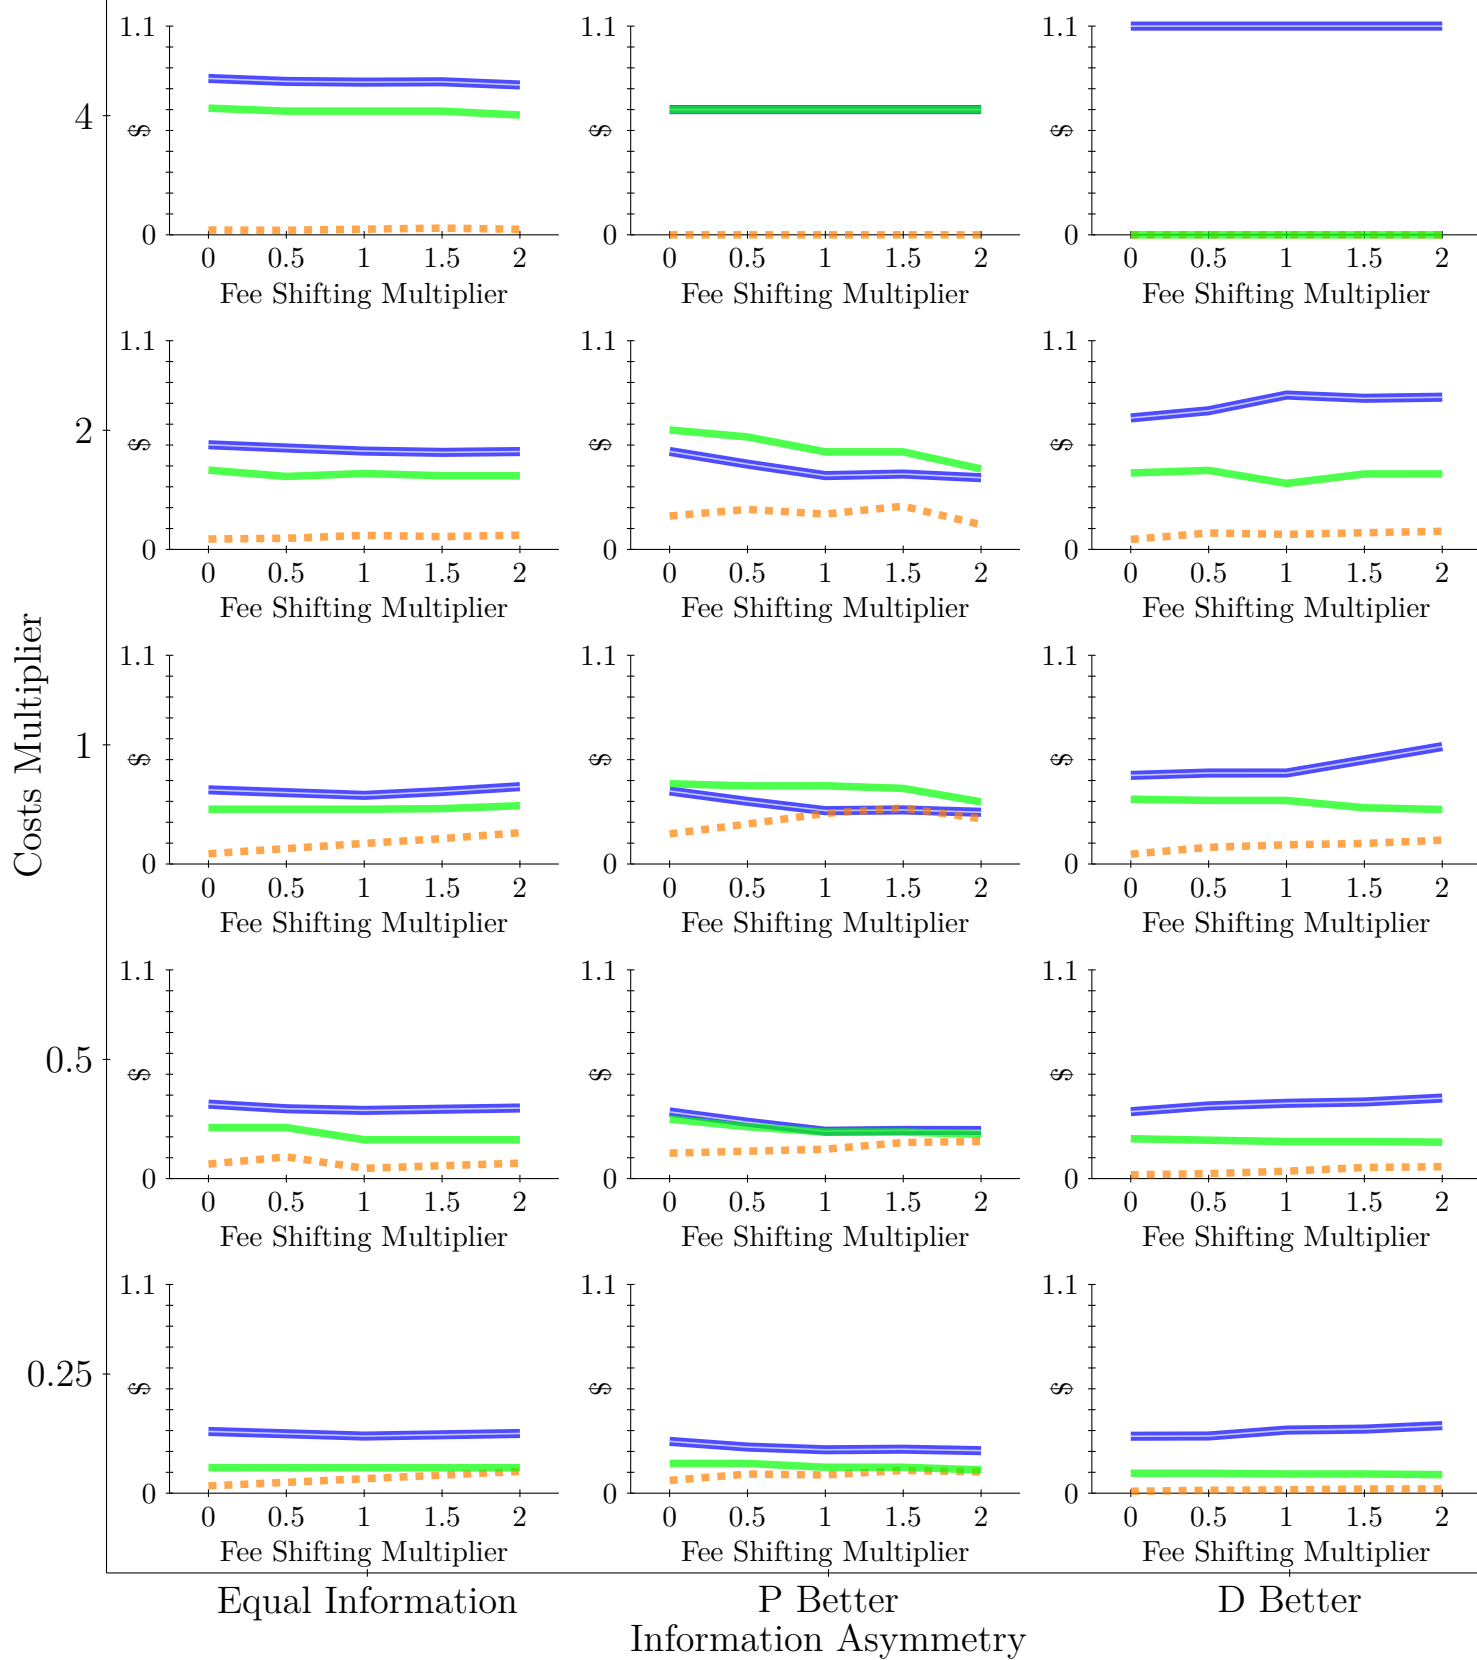 1.1 1.1 1.1
4 $ $ $
0 0 0
0 0.5 1 1.5 2 0 0.5 1 1.5 2 0 0.5 1 1.5 2
Fee Shifting Multiplier Fee Shifting Multiplier Fee Shifting Multiplier
1.1 1.1 1.1
2 $ $ $
0 0 0
0 0.5 1 1.5 2 0 0.5 1 1.5 2 0 0.5 1 1.5 2
Fee Shifting Multiplier Fee Shifting Multiplier Fee Shifting Multiplier
Costs Multiplier
1.1 1.1 1.1
1 $ $ $
0 0 0
0 0.5 1 1.5 2 0 0.5 1 1.5 2 0 0.5 1 1.5 2
Fee Shifting Multiplier Fee Shifting Multiplier Fee Shifting Multiplier
1.1 1.1 1.1
0.5 $ $ $
0 0 0
0 0.5 1 1.5 2 0 0.5 1 1.5 2 0 0.5 1 1.5 2
Fee Shifting Multiplier Fee Shifting Multiplier Fee Shifting Multiplier
1.1 1.1 1.1
0.25 $ $ $
0 0 0
0 0.5 1 1.5 2 0 0.5 1 1.5 2 0 0.5 1 1.5 2
Fee Shifting Multiplier Fee Shifting Multiplier Fee Shifting Multiplier
Equal Information P Better D Better
Information Asymmetry